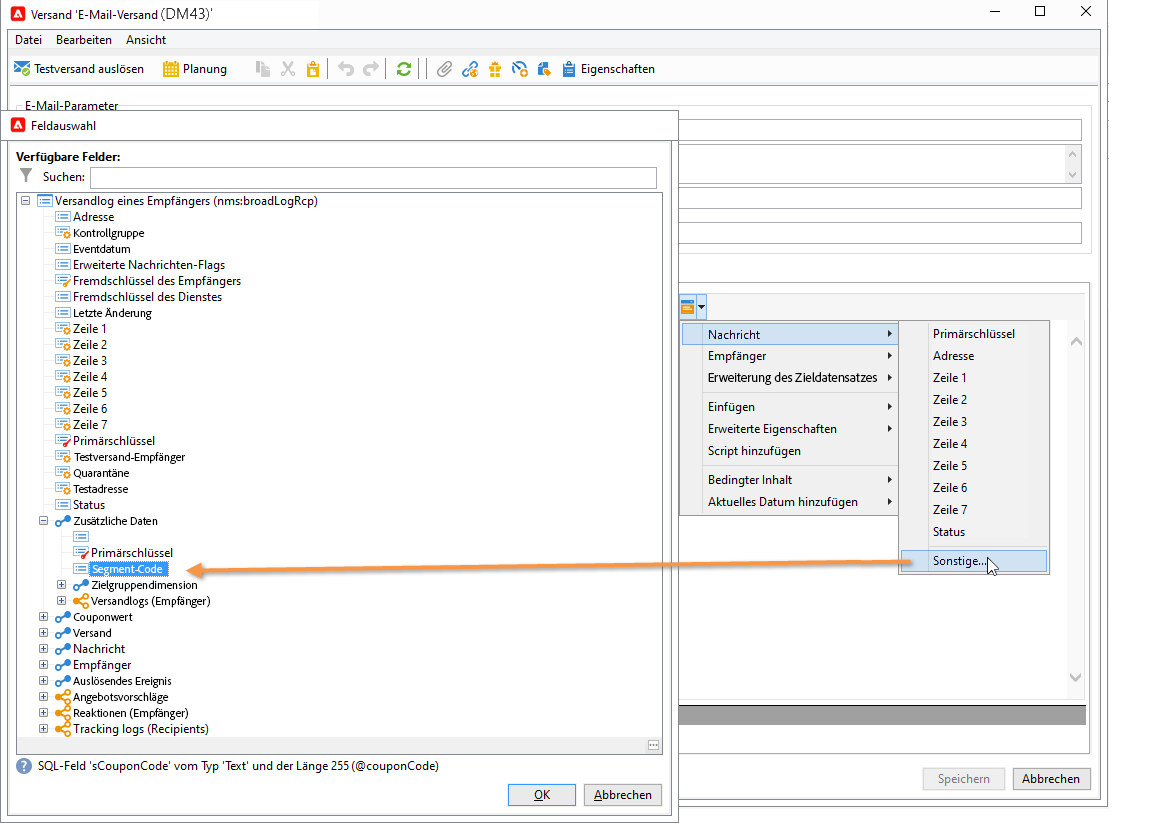 Versand 'E-Mail-Versand (DM43)'
Datei Bearbeiten Ansicht
Testversand auslösen Planung Eigenschaften
E-Mail-Parameter
Feldauswahl
Verfügbare Felder:
Suchen:
Versandlog eines Empfängers (nms:broadLogRcp)
Adresse
Kontrollgruppe
Eventdatum
Erweiterte Nachrichten-Flags
Fremdschlüssel des Empfängers
Fremdschlüssel des Dienstes
Letzte Änderung
Zeile 1
Zeile 2
Zeile 3
Zeile 4
Zeile 5
Zeile 6
Zeile 7
Primärschlüssel
Testversand-Empfänger
Quarantäne
Testadresse
Status
Zusätzliche Daten
Primärschlüssel
Segment-Code
Zielgruppendimension
Versandlogs (Empfänger)
Couponwert
Versand
Nachricht
Empfänger
Auslösendes Ereignis
Angebotsvorschläge
Reaktionen (Empfänger)
Tracking logs (Recipients)
SQL-Feld 'sCouponCode' vom Typ 'Text' und der Länge 255 (@couponCode)
OK Abbrechen
Nachricht
Empfänger
Erweiterung des Zieldatensatzes
Einfügen
Erweiterte Eigenschaften
Script hinzufügen
Bedingter Inhalt
Aktuelles Datum hinzufügen
Primärschlüssel
Adresse
Zeile 1
Zeile 2
Zeile 3
Zeile 4
Zeile 5
Zeile 6
Zeile 7
Status
Sonstige...
Speichern Abbrechen